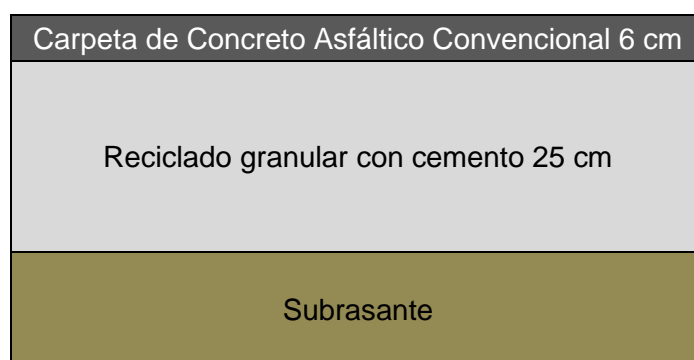 Carpeta de Concreto Asfáltico Convencional 6 cm
Reciclado granular con cemento 25 cm
Subrasante